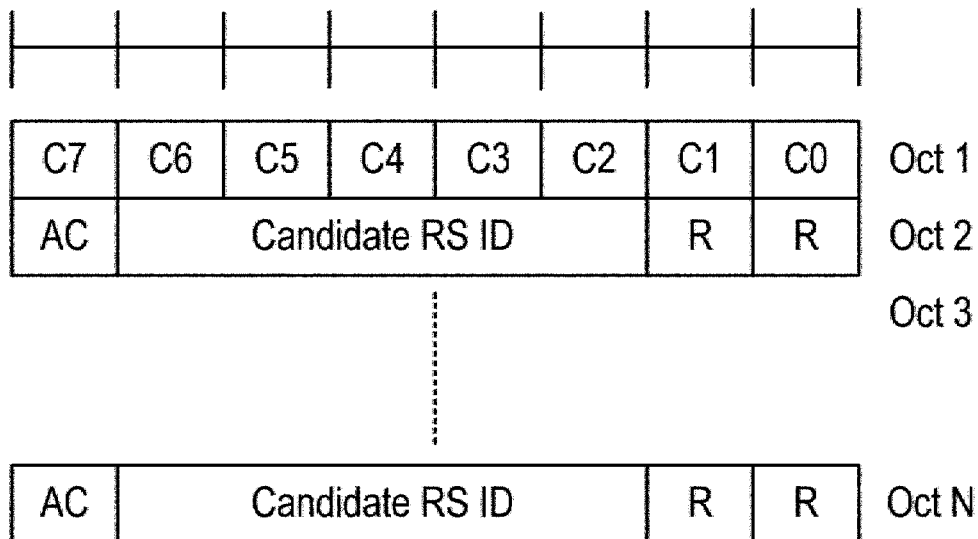 C7 C6 C5 C4 C3 C2 C1 C0 Oct 1
AC Candidate RS ID R R Oct 2
Oct 3
AC Candidate RS ID R R Oct N